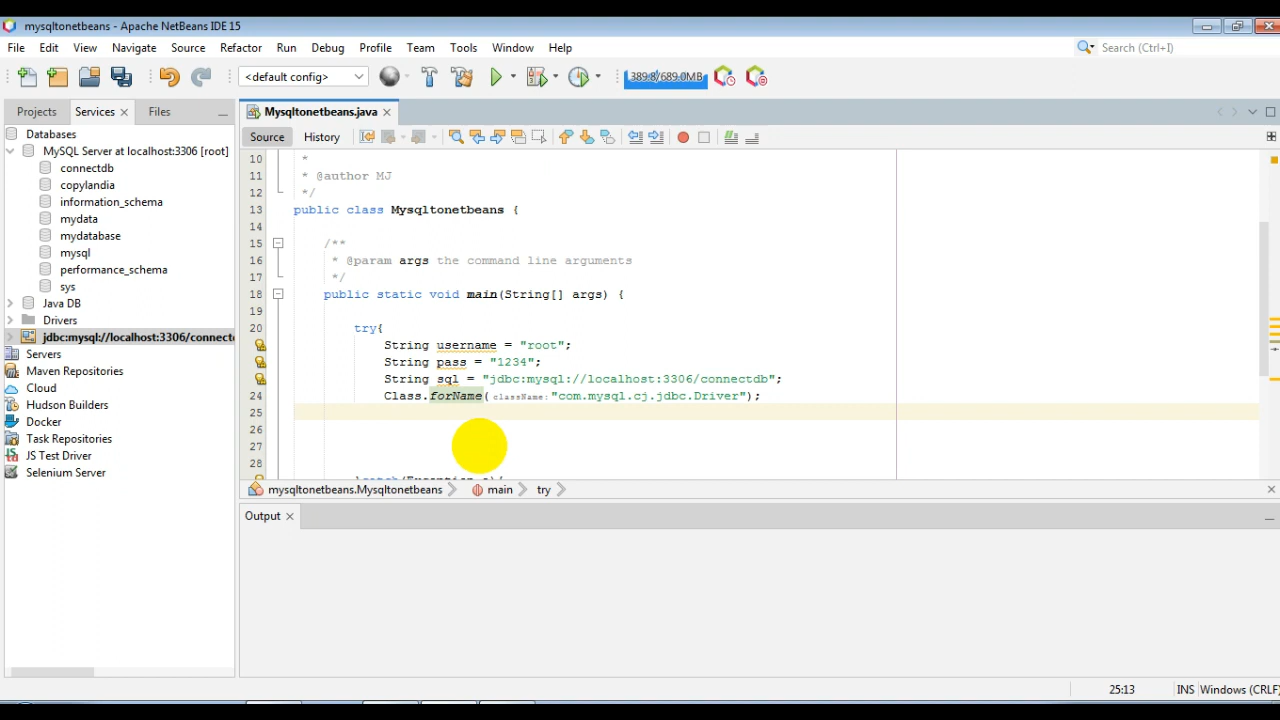 mysqltonetbeans - Apache NetBeans IDE 15
File Edit View Navigate Source Refactor Run Debug Profile Team Tools Window Help
Search (Ctrl+I)
<default config>
389.8/689.0MB
Projects Services Files
Mysqltonetbeans.java
Source History
Databases
MySQL Server at localhost:3306 [root]
connectdb
copylandia
information_schema
mydata
mydatabase
mysql
performance_schema
sys
Java DB
Drivers
jdbc:mysql://localhost:3306/connectd
Servers
Maven Repositories
Cloud
Hudson Builders
Docker
Task Repositories
JS Test Driver
Selenium Server
10 *
11 * @author MJ
12 */
13 public class Mysqltonetbeans {
14
15 /**
16 * @param args the command line arguments
17 */
18 public static void main(String[] args) {
19
20 try{
String username = "root";
String pass = "1234";
String sql = "jdbc:mysql://localhost:3306/connectdb";
24 Class.forName(className:"com.mysql.cj.jdbc.Driver");
25
26
27
28
}catch(Exception e){
mysqltonetbeans.Mysqltonetbeans main try
Output
25:13 INS Windows (CRLF)